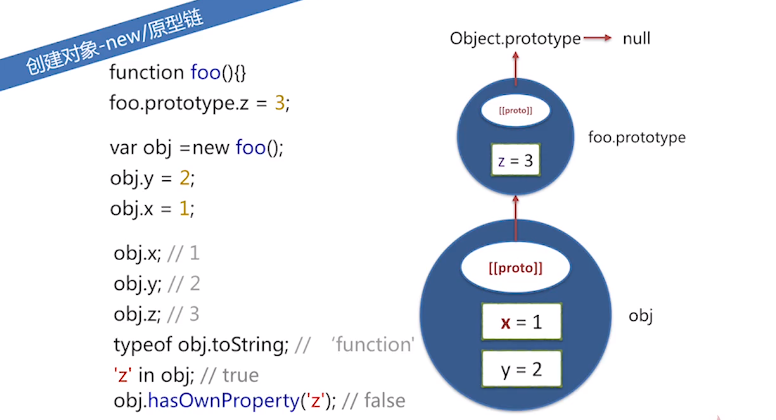 创建对象-new/原型链
function foo(){}
foo.prototype.z = 3;
var obj =new foo();
obj.y = 2;
obj.x = 1;
obj.x; // 1
obj.y; // 2
obj.z; // 3
typeof obj.toString; // ‘function'
'z' in obj; // true
obj.hasOwnProperty('z'); // false
Object.prototype null
[[proto]]
z = 3
foo.prototype
[[proto]]
x = 1
y = 2
obj